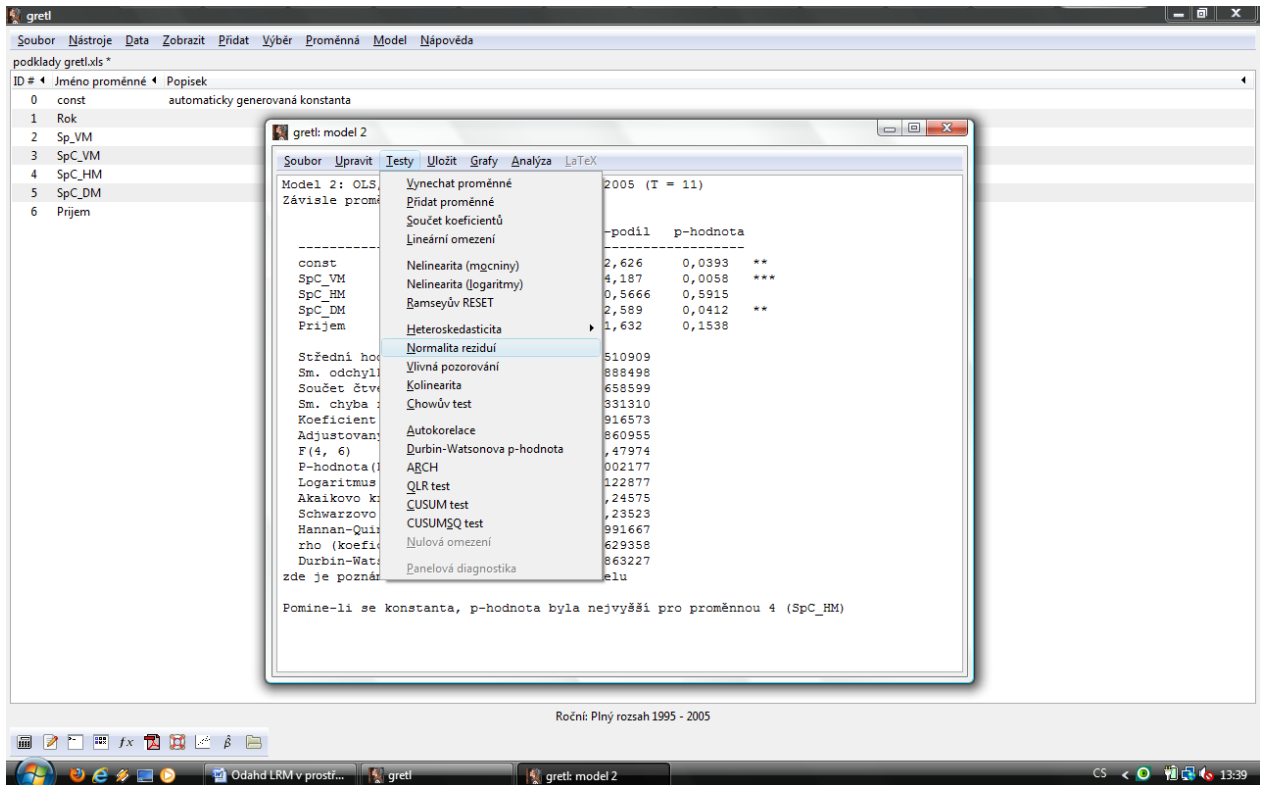 gretl
Soubor Nástroje Data Zobrazit Přidat Výběr Proměnná Model Nápověda
podklady gretl.xls *
ID # Jméno proměnné Popisek
0 const automaticky generovaná konstanta
1 Rok
2 Sp_VM
3 SpC_VM
4 SpC_HM
5 SpC_DM
6 Prijem
gretl: model 2
Soubor Upravit Testy Uložit Grafy Analýza LaTeX
Model 2: OLS, 2005 (T = 11)
Závisle promě
-podíl p-hodnota
const 2,626 0,0393 **
SpC_VM 4,187 0,0058 ***
SpC_HM 0,5666 0,5915
SpC_DM 2,589 0,0412 **
Prijem 1,632 0,1538
Střední hod 510909
Sm. odchyl 888498
Součet čtve 658599
Sm. chyba 331310
Koeficient 916573
Adjustovan 860955
F(4, 6) ,47974
P-hodnota( 002177
Logaritmus 122877
Akaikovo k ,24575
Schwarzovo ,23523
Hannan-Qui 991667
rho (koefi 629358
Durbin-Wat 863227
zde je poznám elu
Pomine-li se konstanta, p-hodnota byla nejvyšší pro proměnnou 4 (SpC_HM)
Vynechat proměnné
Přidat proměnné
Součet koeficientů
Lineární omezení
Nelinearita (mocniny)
Nelinearita (logaritmy)
Ramseyův RESET
Heteroskedasticita
Normalita reziduí
Vlivná pozorování
Kolinearita
Chowův test
Autokorelace
Durbin-Watsonova p-hodnota
ARCH
QLR test
CUSUM test
CUSUMSQ test
Nulová omezení
Panelová diagnostika
Roční: Plný rozsah 1995 - 2005
fx β̂
Odahd LRM v prostř... gretl gretl: model 2 CS 13:39